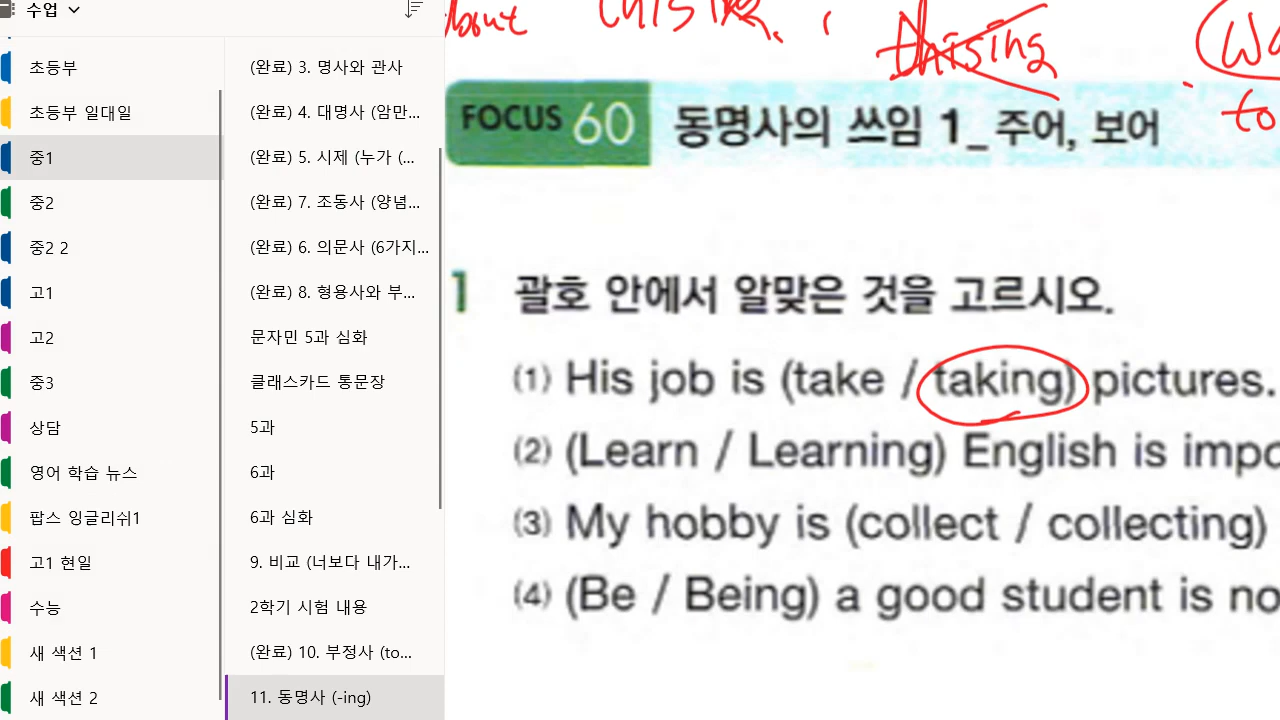 수업
초등부
초등부 일대일
중1
중2
중2 2
고1
고2
중3
상담
영어 학습 뉴스
팝스 잉글리쉬1
고1 현일
수능
새 섹션 1
새 섹션 2
(완료) 3. 명사와 관사
(완료) 4. 대명사 (암만...
(완료) 5. 시제 (누가 (...
(완료) 7. 조통사 (양념...
(완료) 6. 의문사 (6가지...
(완료) 8. 형용사와 부...
문자민 5과 심화
클래스카드 통문장
5과
6과
6과 심화
9. 비교 (너보다 내가...
2학기 시험 내용
(완료) 10. 부정사 (to...
11. 동명사 (-ing)
about
thising
to
FOCUS 60 동명사의 쓰임 1_주어, 보어
1 괄호 안에서 알맞은 것을 고르시오.
(1) His job is (take / taking) pictures.
(2) (Learn / Learning) English is impo
(3) My hobby is (collect / collecting)
(4) (Be / Being) a good student is no